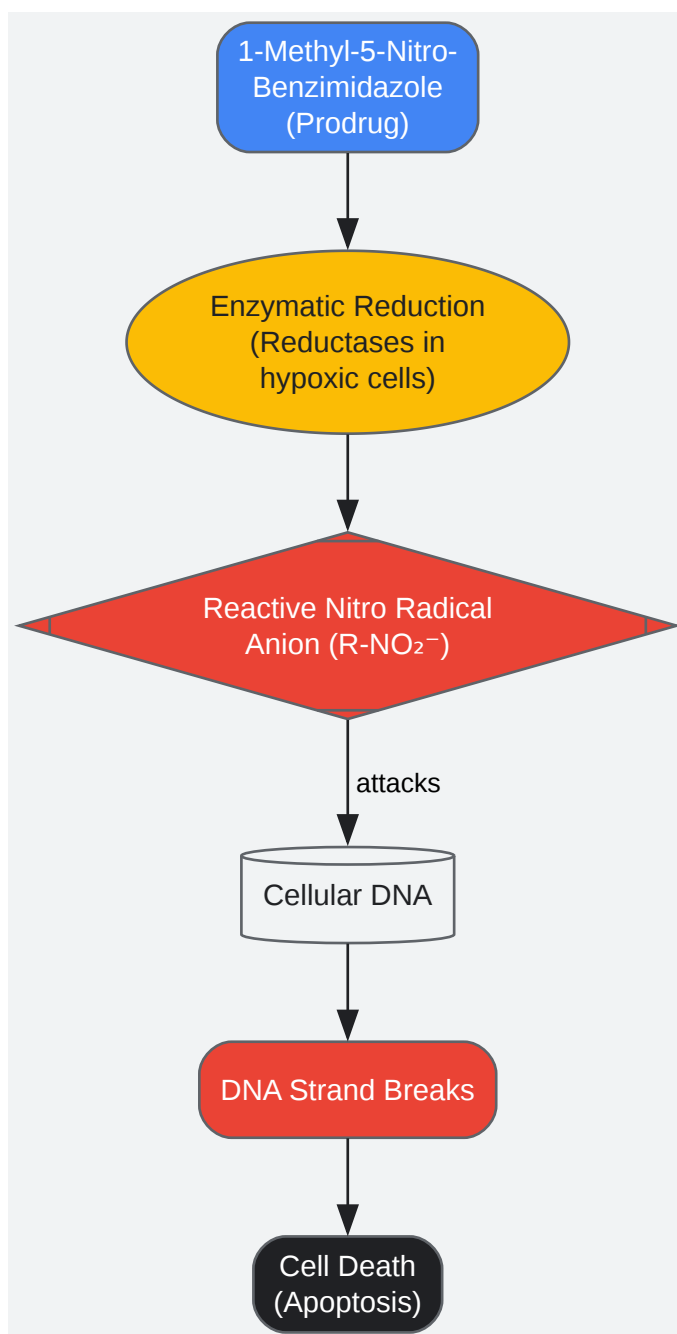 1-Methyl-5-Nitro-
Benzimidazole
(Prodrug)
Enzymatic Reduction
(Reductases in
hypoxic cells)
Reactive Nitro Radical
Anion (R-NO₂⁻)
attacks
Cellular DNA
DNA Strand Breaks
Cell Death
(Apoptosis)